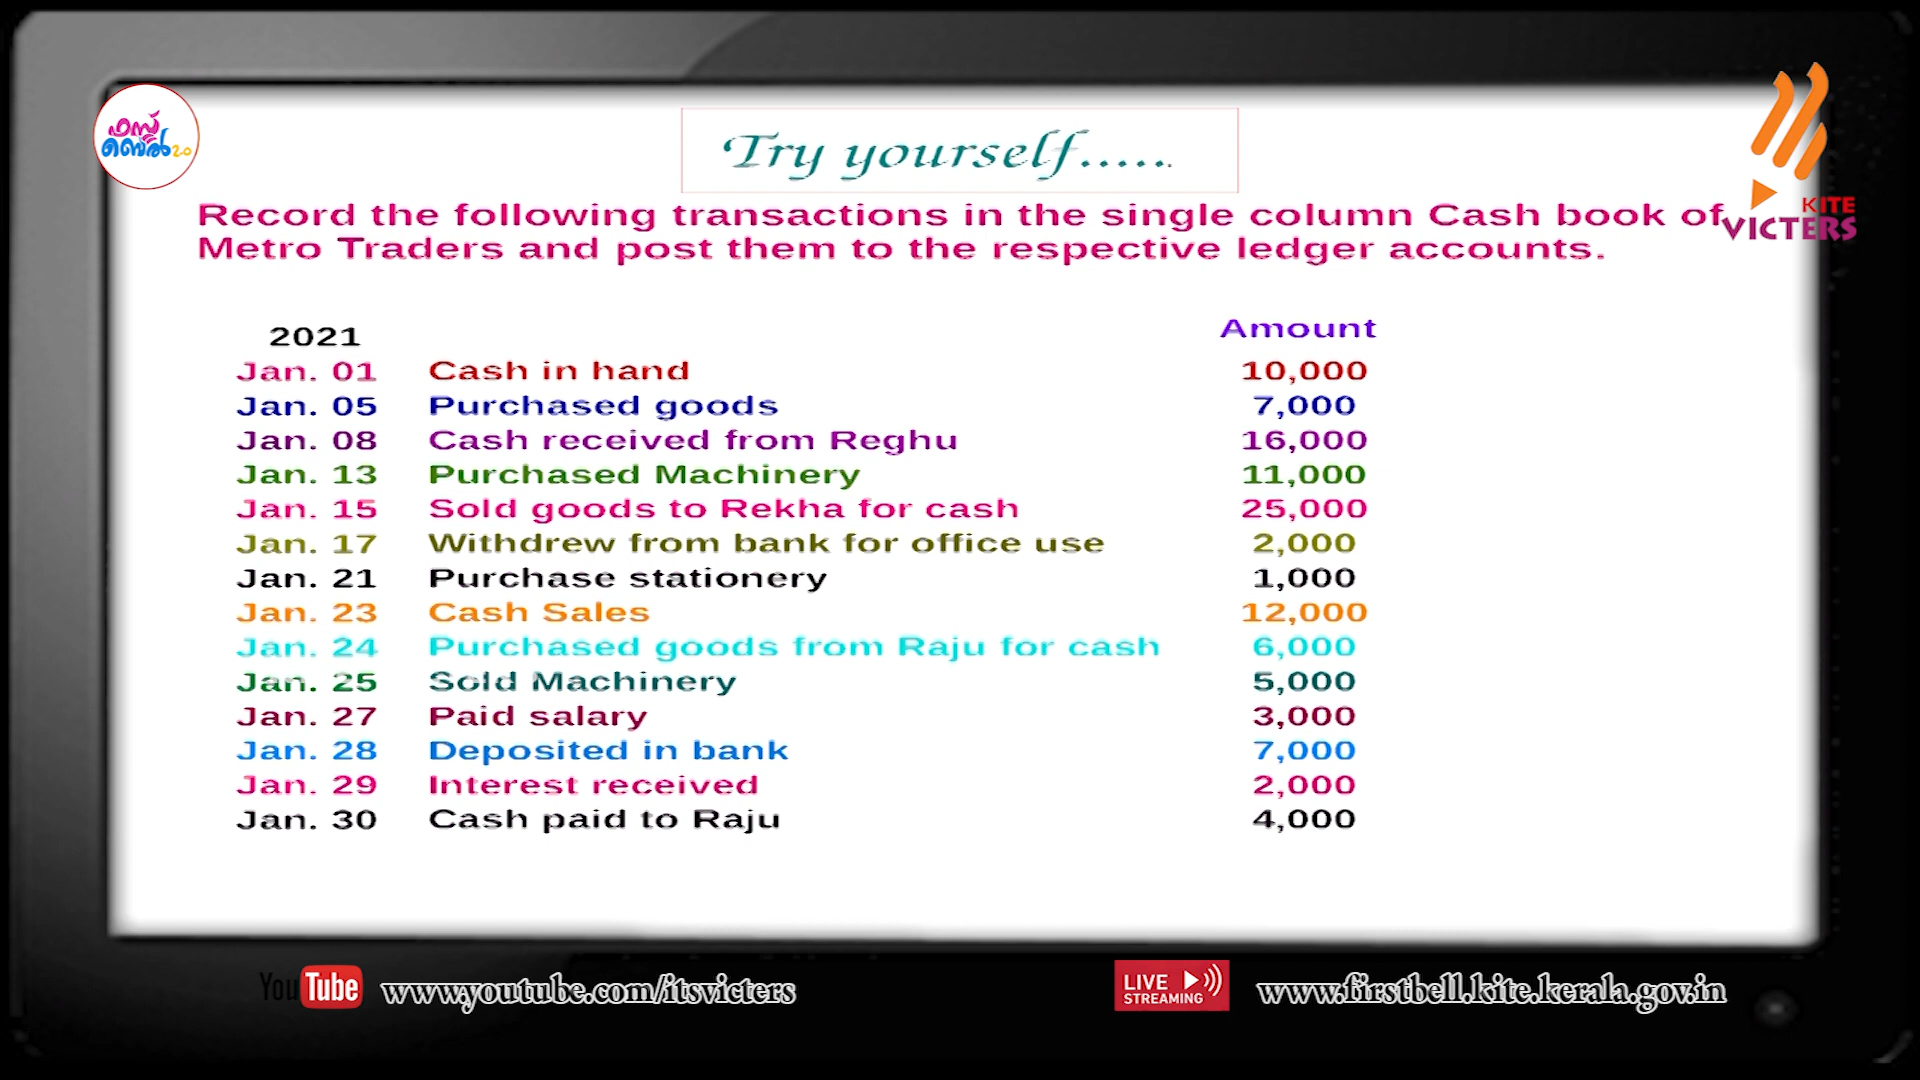 ഫസ്റ്റ്
ബെൽ 2.0
Try yourself......
KITE
VICTERS
Record the following transactions in the single column Cash book of
Metro Traders and post them to the respective ledger accounts.
2021 Amount
Jan. 01 Cash in hand 10,000
Jan. 05 Purchased goods 7,000
Jan. 08 Cash received from Reghu 16,000
Jan. 13 Purchased Machinery 11,000
Jan. 15 Sold goods to Rekha for cash 25,000
Jan. 17 Withdrew from bank for office use 2,000
Jan. 21 Purchase stationery 1,000
Jan. 23 Cash Sales 12,000
Jan. 24 Purchased goods from Raju for cash 6,000
Jan. 25 Sold Machinery 5,000
Jan. 27 Paid salary 3,000
Jan. 28 Deposited in bank 7,000
Jan. 29 Interest received 2,000
Jan. 30 Cash paid to Raju 4,000
YouTube www.youtube.com/itsvicters
LIVE STREAMING www.firstbell.kite.kerala.gov.in